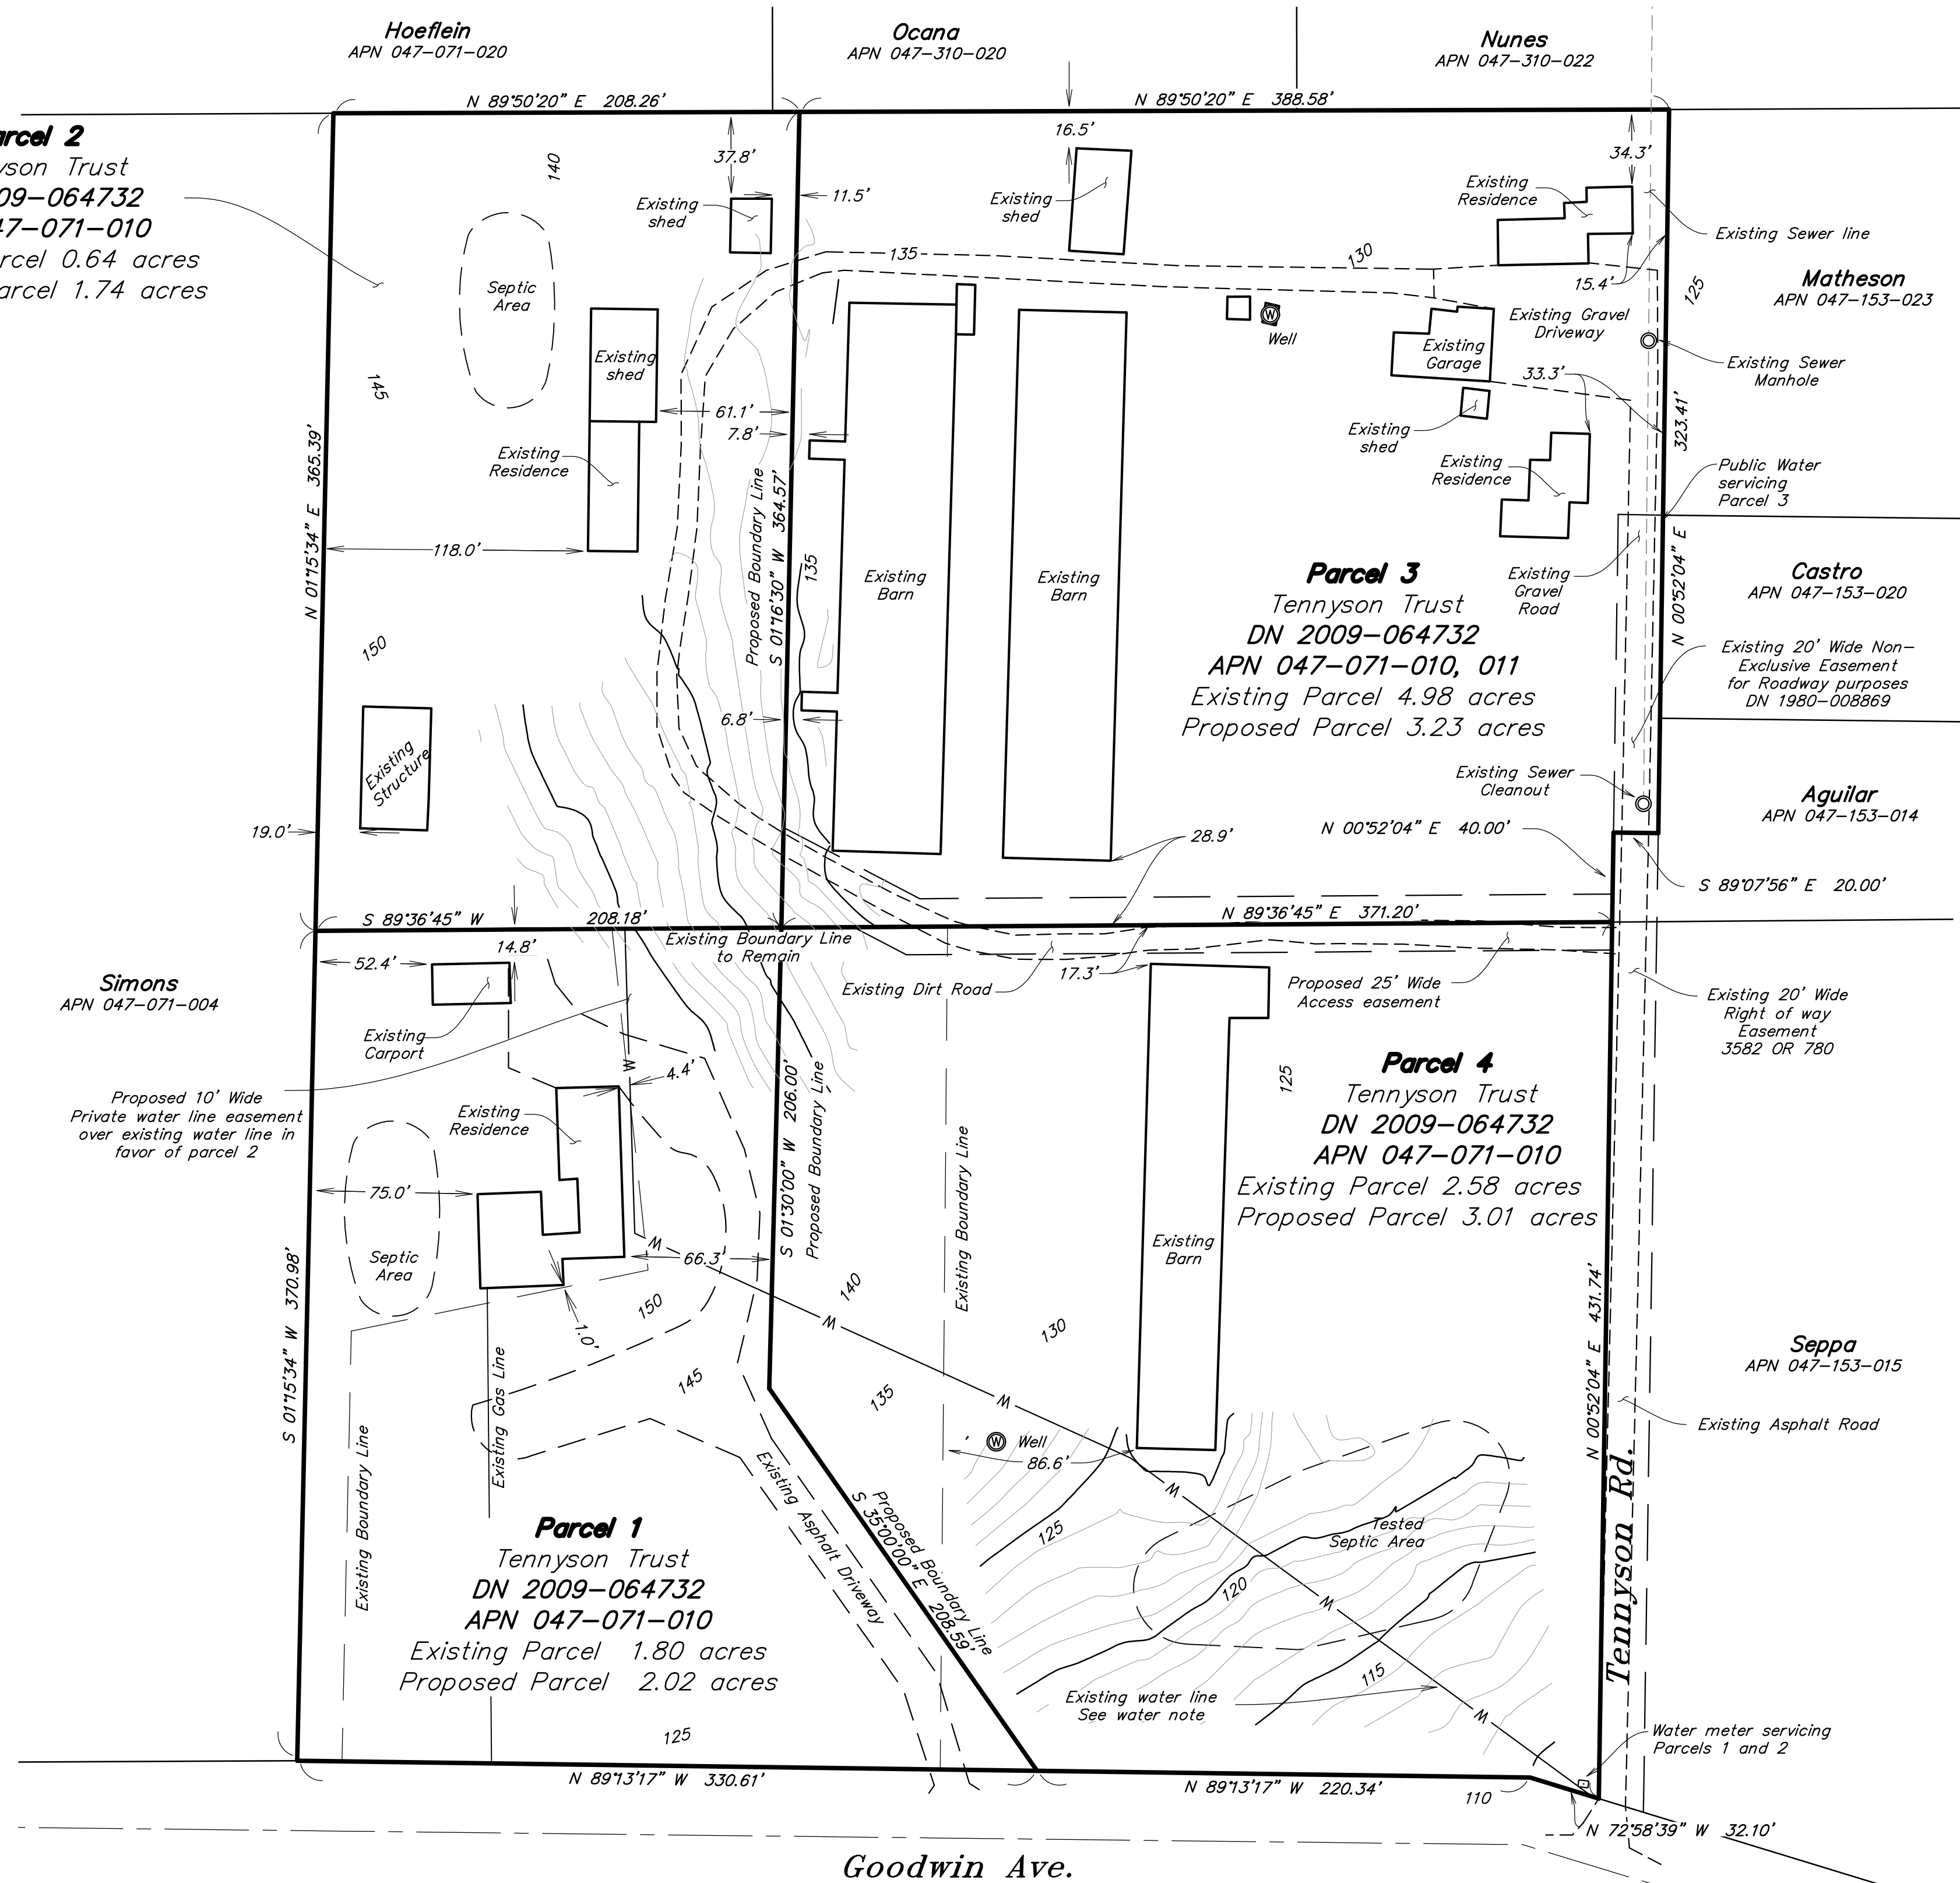 Hoeflein
APN 047-071-020
Ocana
APN 047-310-020
Nunes
APN 047-310-022
N 89°50'20" E 208.26'
N 89°50'20" E 388.58'
arcel 2
yson Trust
09-064732
47-071-010
rcel 0.64 acres
arcel 1.74 acres
140
37.8'
Existing
shed
11.5'
16.5'
Existing
shed
34.3'
Existing
Residence
Existing Sewer line
15.4'
125
Matheson
APN 047-153-023
135
130
Septic
Area
Existing
shed
Well
Existing Gravel
Driveway
Existing
Garage
33.3'
Existing Sewer
Manhole
323.41'
145
61.1'
7.8'
Existing
shed
Existing
Residence
Existing
Residence
Public Water
servicing
Parcel 3
N 01°15'34" E 365.39'
Proposed Boundary Line
S 01°16'30" W 364.57'
118.0'
135
Existing
Barn
Existing
Barn
Parcel 3
Tennyson Trust
DN 2009-064732
APN 047-071-010, 011
Existing Parcel 4.98 acres
Proposed Parcel 3.23 acres
Existing
Gravel
Road
N 00°52'04" E
Castro
APN 047-153-020
Existing 20' Wide Non-
Exclusive Easement
for Roadway purposes
DN 1980-008869
150
Existing
Structure
6.8'
19.0'
Existing Sewer
Cleanout
Aguilar
APN 047-153-014
28.9'
N 00°52'04" E 40.00'
S 89°07'56" E 20.00'
S 89°36'45" W 208.18'
N 89°36'45" E 371.20'
Existing Boundary Line
to Remain
14.8'
52.4'
Simons
APN 047-071-004
Existing
Carport
Existing Dirt Road
17.3'
Proposed 25' Wide
Access easement
Existing 20' Wide
Right of way
Easement
3582 OR 780
W
4.4'
Proposed 10' Wide
Private water line easement
over existing water line in
favor of parcel 2
Existing
Residence
S 01°30'00" W 206.00'
Proposed Boundary Line
Existing Boundary Line
125
Parcel 4
Tennyson Trust
DN 2009-064732
APN 047-071-010
Existing Parcel 2.58 acres
Proposed Parcel 3.01 acres
75.0'
Septic
Area
W
66.3'
Existing
Barn
1.0'
150
140
130
W
S 01°15'34" W 370.98'
N 00°52'04" E 431.74'
Seppa
APN 047-153-015
Existing Boundary Line
Existing Gas Line
145
135
W
Existing Asphalt Road
W Well
86.6'
W
Existing Asphalt Driveway
Proposed Boundary Line
S 35°00'00" E 208.59'
125
Tested
Septic Area
Tennyson Rd.
Parcel 1
Tennyson Trust
DN 2009-064732
APN 047-071-010
Existing Parcel 1.80 acres
Proposed Parcel 2.02 acres
120
W
115
Existing water line
See water note
W
Water meter servicing
Parcels 1 and 2
125
N 89°13'17" W 330.61'
N 89°13'17" W 220.34'
110
N 72°58'39" W 32.10'
Goodwin Ave.